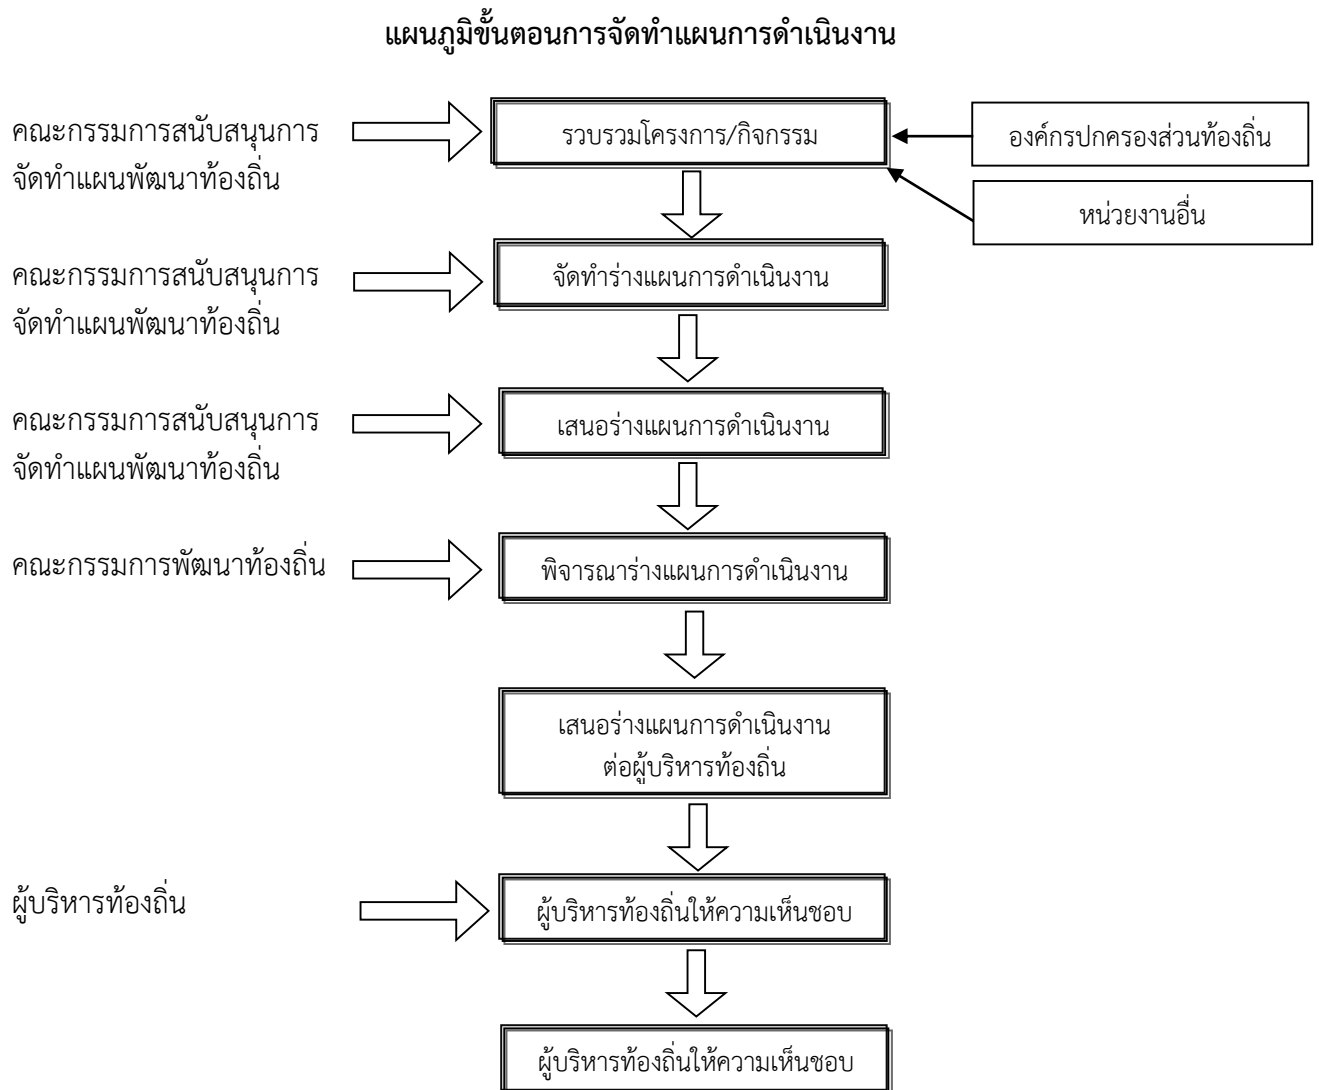 แผนภูมิขั้นตอนการจัดทำแผนการดำเนินงาน
คณะกรรมการสนับสนุนการ
จัดทำแผนพัฒนาท้องถิ่น
รวบรวมโครงการ/กิจกรรม
องค์กรปกครองส่วนท้องถิ่น
หน่วยงานอื่น
คณะกรรมการสนับสนุนการ
จัดทำแผนพัฒนาท้องถิ่น
จัดทำร่างแผนการดำเนินงาน
คณะกรรมการสนับสนุนการ
จัดทำแผนพัฒนาท้องถิ่น
เสนอร่างแผนการดำเนินงาน
คณะกรรมการพัฒนาท้องถิ่น
พิจารณาร่างแผนการดำเนินงาน
เสนอร่างแผนการดำเนินงาน
ต่อผู้บริหารท้องถิ่น
ผู้บริหารท้องถิ่น
ผู้บริหารท้องถิ่นให้ความเห็นชอบ
ผู้บริหารท้องถิ่นให้ความเห็นชอบ